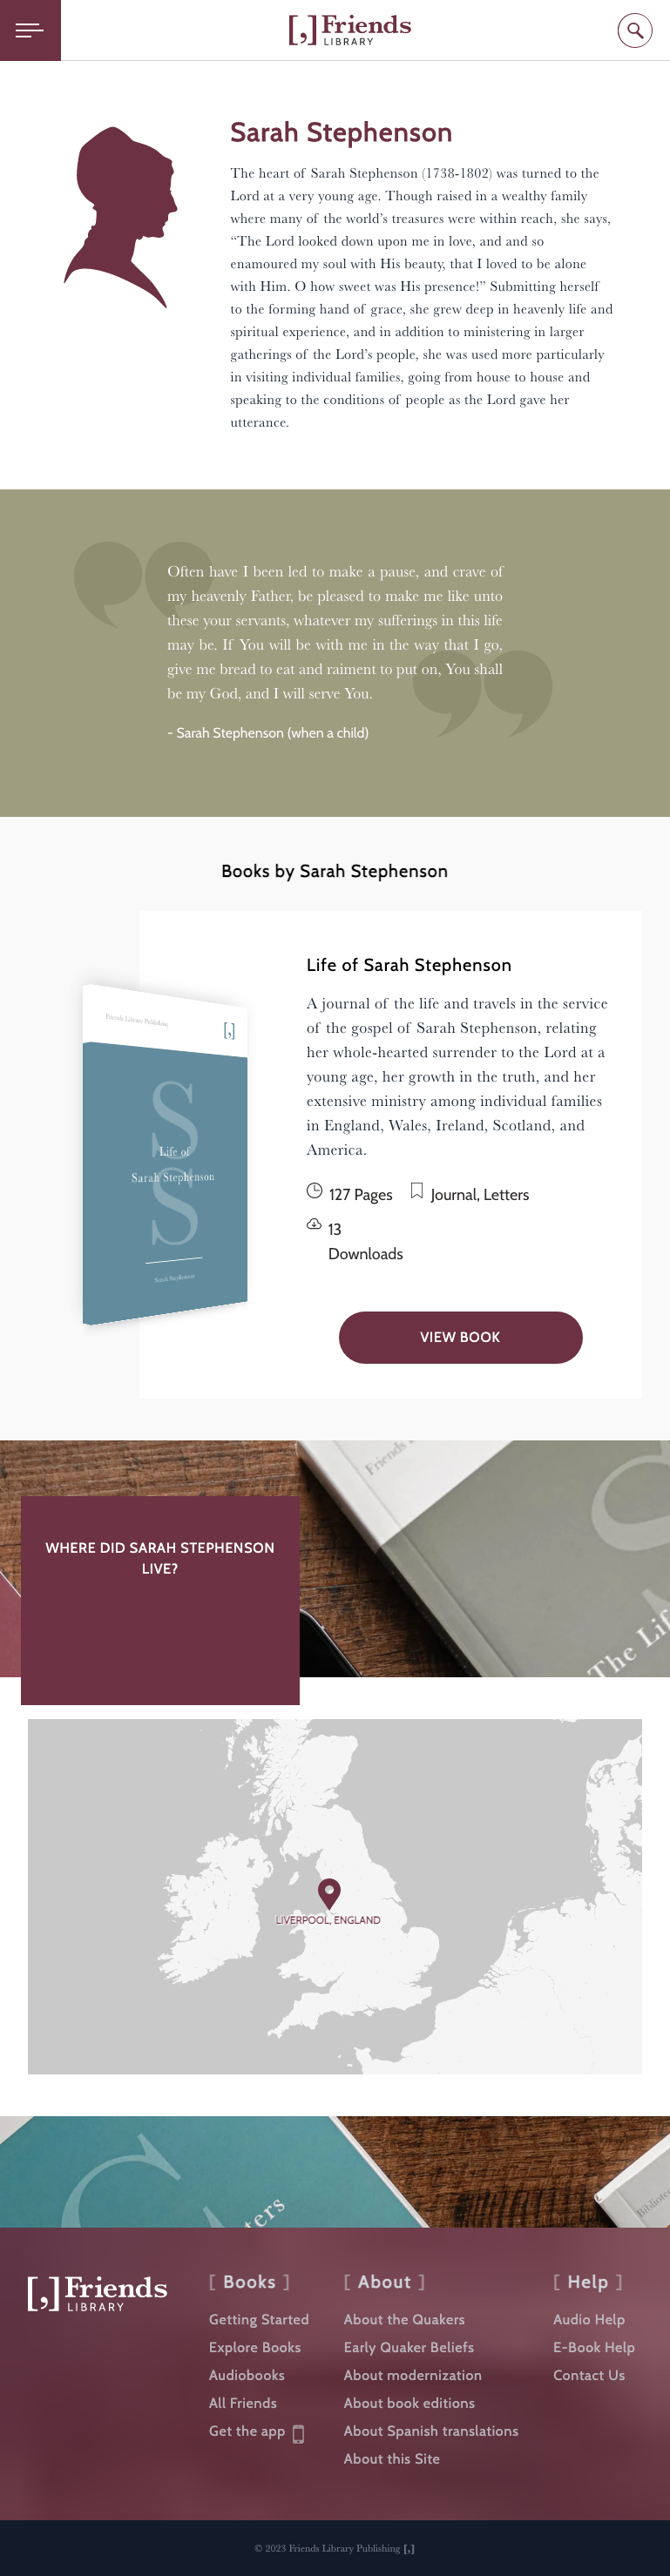 [,] Friends
LIBRARY
Sarah Stephenson
The heart of Sarah Stephenson (1738-1802) was turned to the
Lord at a very young age. Though raised in a wealthy family
where many of the world’s treasures were within reach, she says,
“The Lord looked down upon me in love, and and so
enamoured my soul with His beauty, that I loved to be alone
with Him. O how sweet was His presence!” Submitting herself
to the forming hand of grace, she grew deep in heavenly life and
spiritual experience, and in addition to ministering in larger
gatherings of the Lord’s people, she was used more particularly
in visiting individual families, going from house to house and
speaking to the conditions of people as the Lord gave her
utterance.
Often have I been led to make a pause, and crave of
my heavenly Father, be pleased to make me like unto
these your servants, whatever my sufferings in this life
may be. If You will be with me in the way that I go,
give me bread to eat and raiment to put on, You shall
be my God, and I will serve You.
- Sarah Stephenson (when a child)
Books by Sarah Stephenson
Friends Library Publishing
[,]
S
S
Life of
Sarah Stephenson
Sarah Stephenson
Life of Sarah Stephenson
A journal of the life and travels in the service
of the gospel of Sarah Stephenson, relating
her whole-hearted surrender to the Lord at a
young age, her growth in the truth, and her
extensive ministry among individual families
in England, Wales, Ireland, Scotland, and
America.
127 Pages
Journal, Letters
13
Downloads
VIEW BOOK
Friends
The Lif
WHERE DID SARAH STEPHENSON
LIVE?
LIVERPOOL, ENGLAND
ters
Bibliotec
[,] Friends
LIBRARY
[ Books ]
Getting Started
Explore Books
Audiobooks
All Friends
Get the app
[ About ]
About the Quakers
Early Quaker Beliefs
About modernization
About book editions
About Spanish translations
About this Site
[ Help ]
Audio Help
E-Book Help
Contact Us
© 2023 Friends Library Publishing [,]